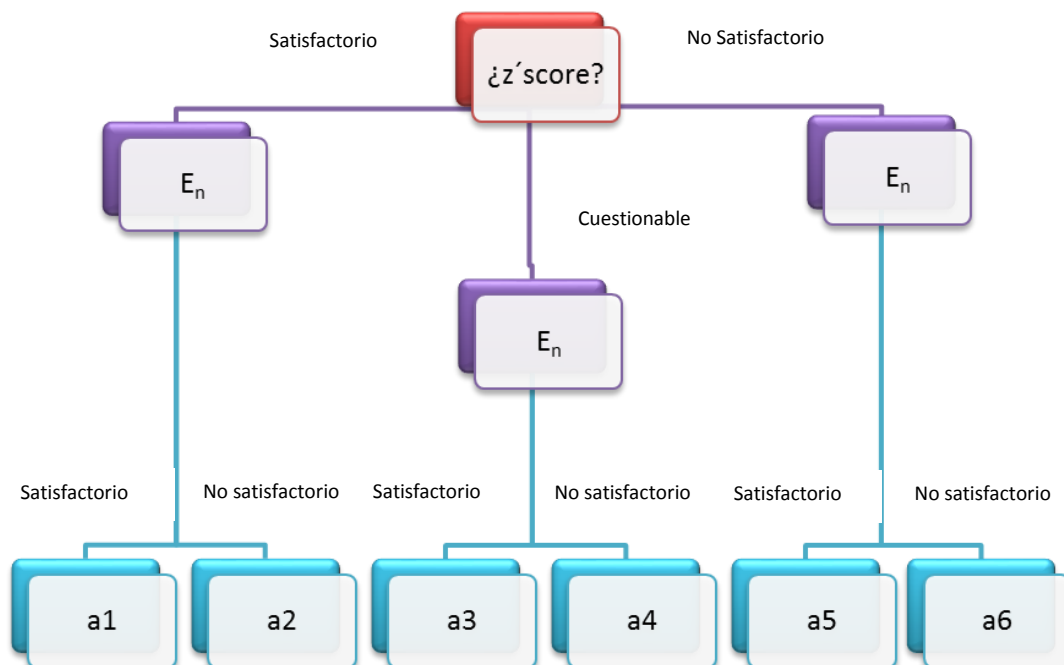 Satisfactorio
No Satisfactorio
¿z´score?
Eₙ
Eₙ
Cuestionable
Eₙ
Satisfactorio
No satisfactorio
Satisfactorio
No satisfactorio
Satisfactorio
No satisfactorio
a1
a2
a3
a4
a5
a6